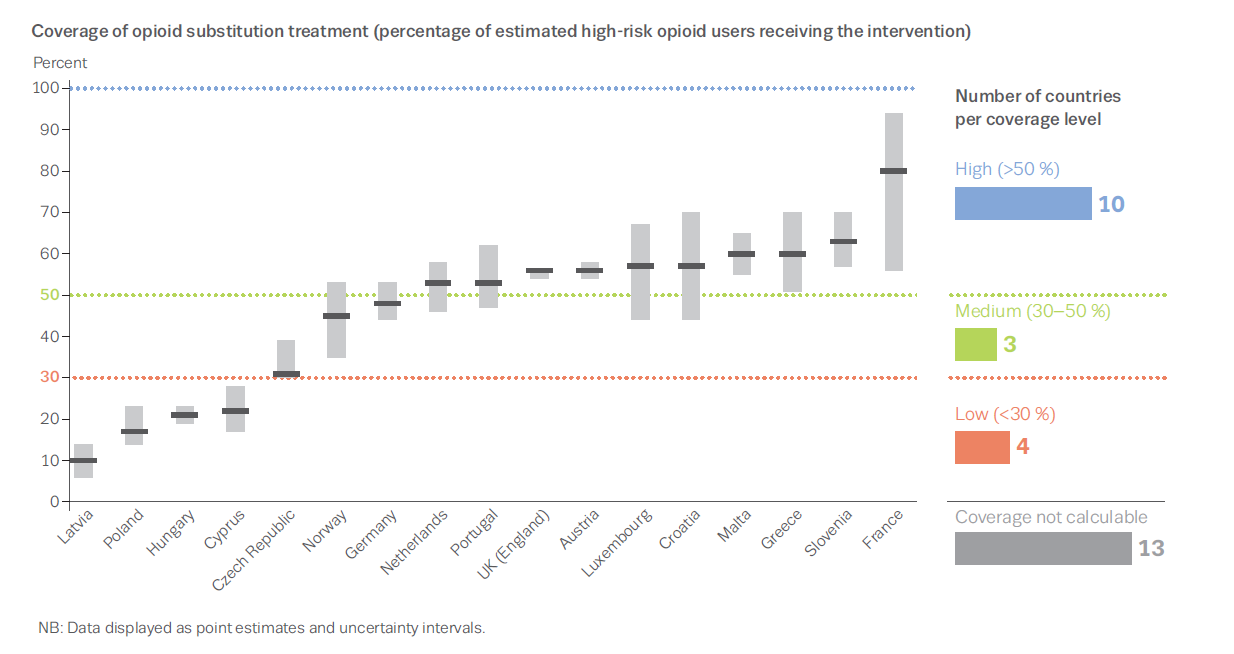 Coverage of opioid substitution treatment (percentage of estimated high-risk opioid users receiving the intervention)
Percent
100
90
80
70
60
50
40
30
20
10
0
Latvia
Poland
Hungary
Cyprus
Czech Republic
Norway
Germany
Netherlands
Portugal
UK (England)
Austria
Luxembourg
Croatia
Malta
Greece
Slovenia
France
Number of countries
per coverage level
High (>50 %)
10
Medium (30–50 %)
3
Low (<30 %)
4
Coverage not calculable
13
NB: Data displayed as point estimates and uncertainty intervals.